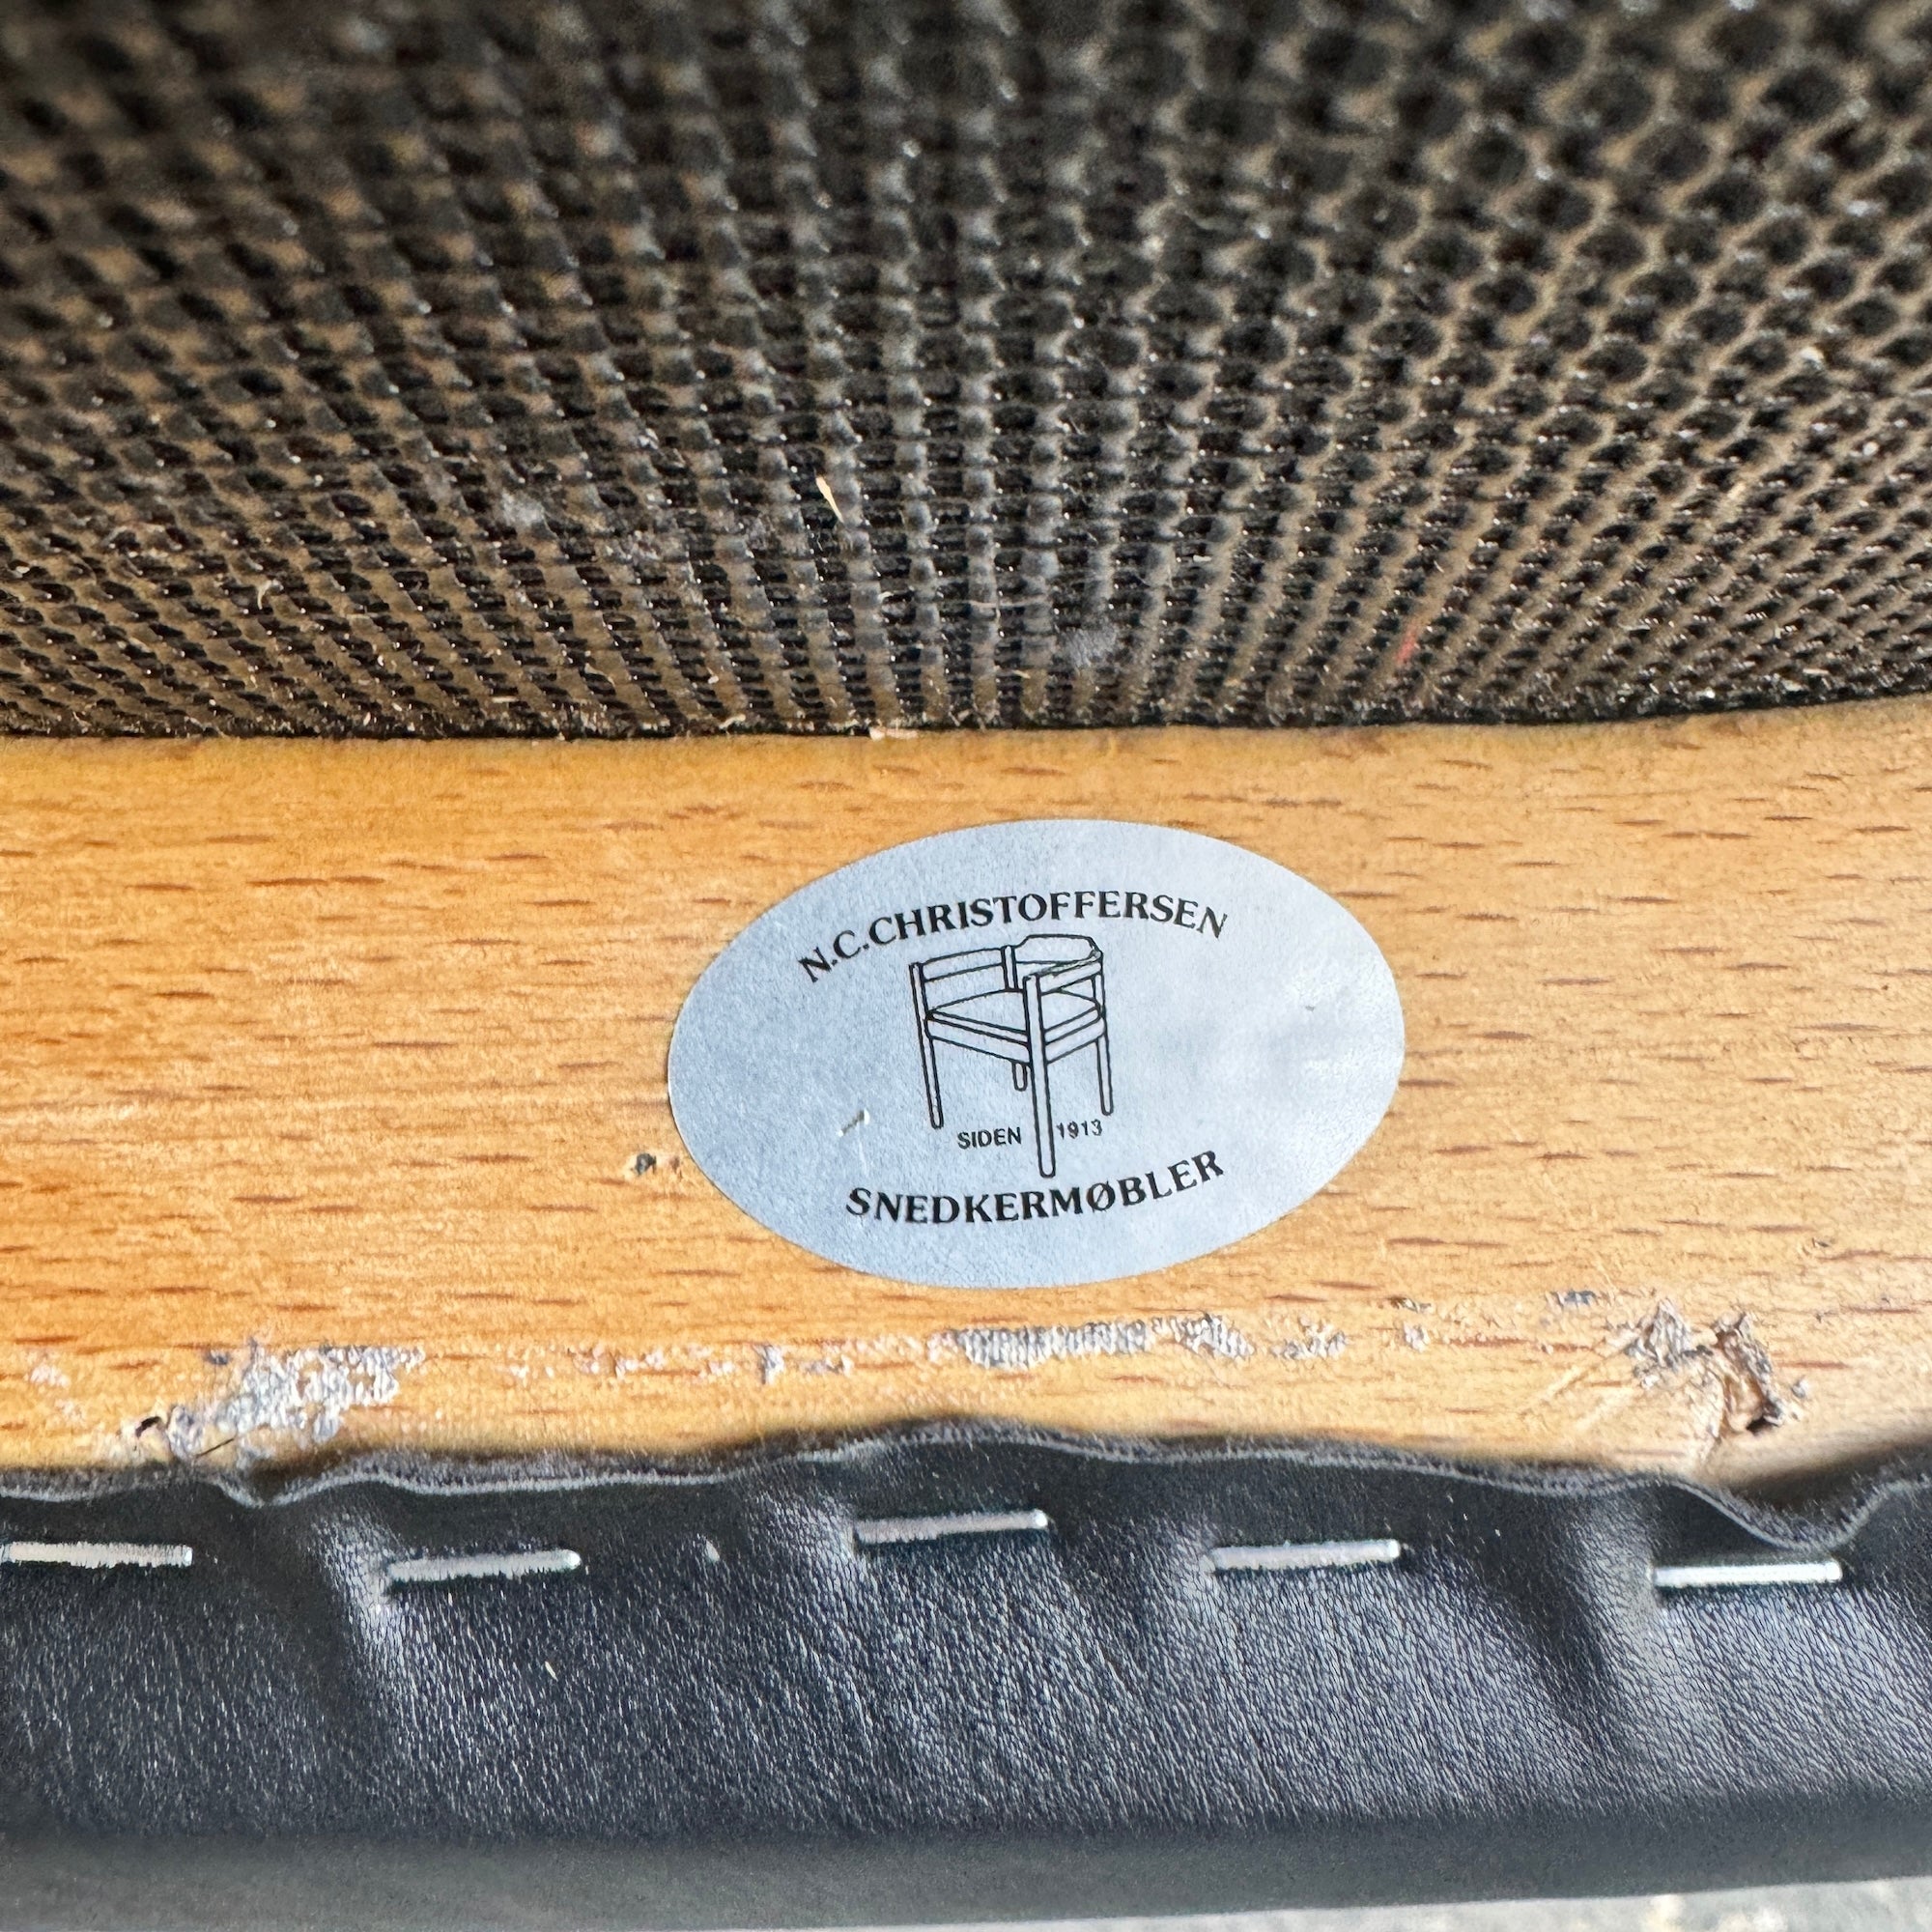 N.C.CHRISTOFFERSEN
SIDEN 1913
SNEDKERMØBLER